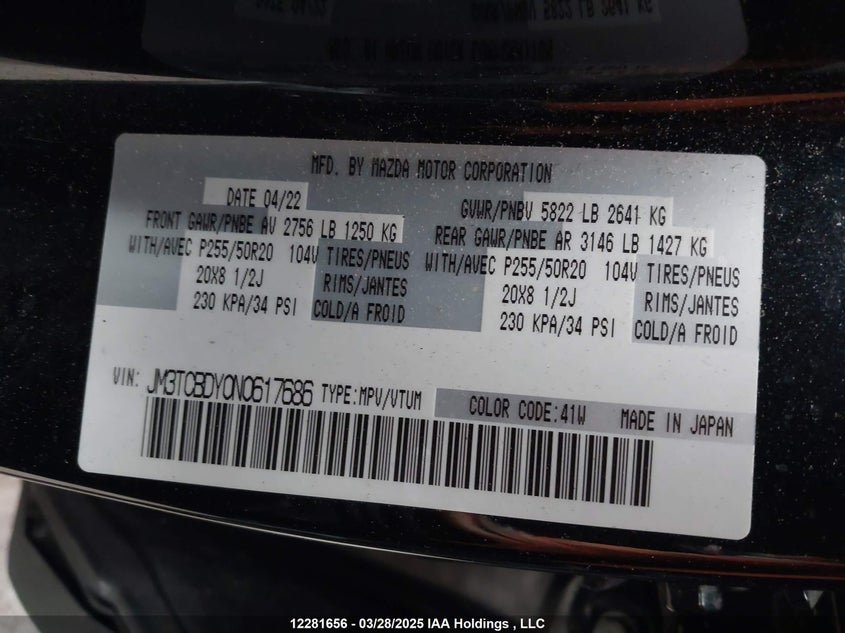 MFD. BY MAZDA MOTOR CORPORATION
DATE 04/22
GVWR/PNBV 5822 LB 2641 KG
FRONT GAWR/PNBE AV 2756 LB 1250 KG
REAR GAWR/PNBE AR 3146 LB 1427 KG
WITH/AVEC P255/50R20 104V TIRES/PNEUS
WITH/AVEC P255/50R20 104V TIRES/PNEUS
20X8 1/2J RIMS/JANTES
20X8 1/2J RIMS/JANTES
230 KPA/34 PSI COLD/A FROID
230 KPA/34 PSI COLD/A FROID
VIN: JM3TCBDY0N0617686 TYPE:MPV/VTUM
COLOR CODE:41W MADE IN JAPAN
12281656 - 03/28/2025 IAA Holdings , LLC